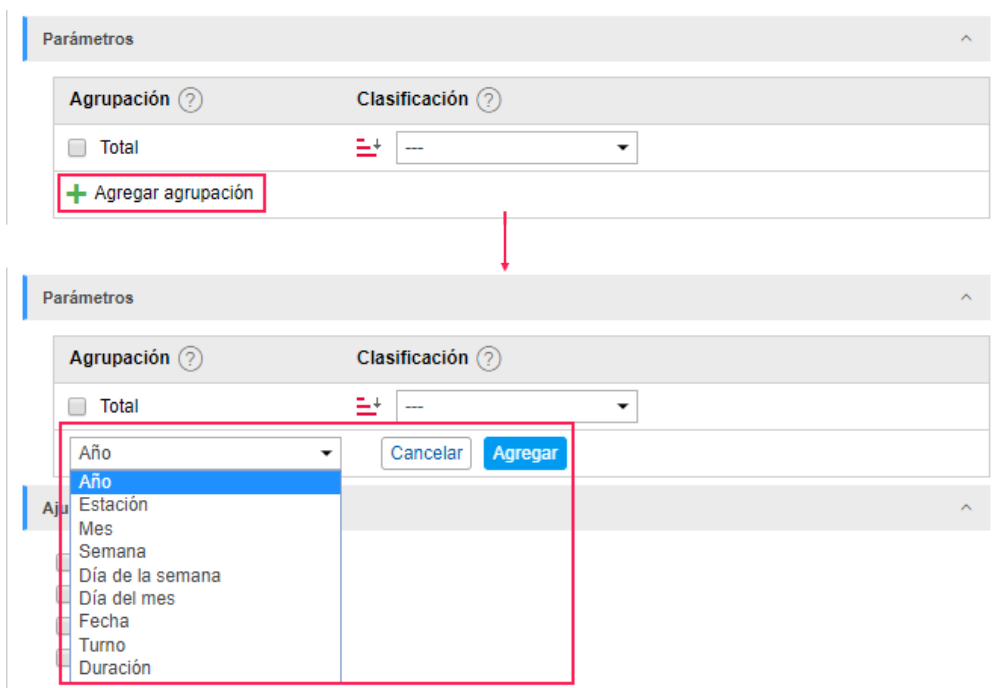 Parámetros
Agrupación ? Clasificación ?
Total ---
Agregar agrupación
Parámetros
Agrupación ? Clasificación ?
Total ---
Año Cancelar Agregar
Año
Estación
Mes
Semana
Día de la semana
Día del mes
Fecha
Turno
Duración